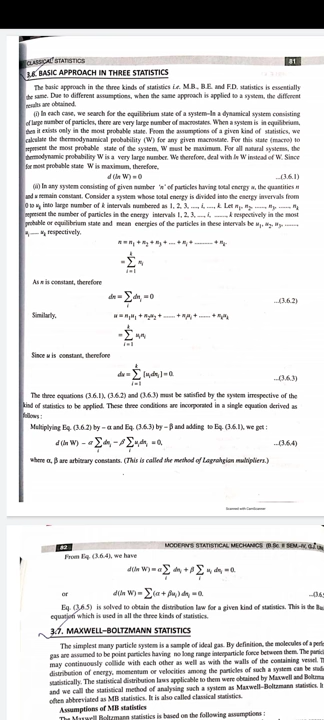 CLASSICAL STATISTICS 81
3.6. BASIC APPROACH IN THREE STATISTICS
The basic approach in the three kinds of statistics i.e. M.B., B.E. and F.D. statistics is essentially
the same. Due to different assumptions, when the same approach is applied to a system, the different
results are obtained.
(i) In each case, we search for the equilibrium state of a system–In a dynamical system consisting
of large number of particles, there are very large number of macrostates. When a system is in equilibrium,
then it exists only in the most probable state. From the assumptions of a given kind of statistics, we
calculate the thermodynamical probability (W) for any given macrostate. For this state (macro) to
represent the most probable state of the system, W must be maximum. For all natural systems, the
thermodynamic probability W is a very large number. We therefore, deal with ln W instead of W. Since
for most probable state W is maximum, therefore,
d (ln W) = 0 ...(3.6.1)
(ii) In any system consisting of given number 'n' of particles having total energy u, the quantities n
and u remain constant. Consider a system whose total energy is divided into the energy intervals from
0 to uk into large number of k intervals numbered as 1, 2, 3, ...., i, ...., k. Let n1, n2, ......, n3, ......, nk
represent the number of particles in the energy intervals 1, 2, 3, ...., i, ......., k respectively in the most
probable or equilibrium state and mean energies of the particles in these intervals be u1, u2, u3, .......,
ui ...... uk respectively.
n = n1 + n2 + n3 + .... + ni + .......... + nk.
= k∑i=1 ni
As n is constant, therefore
dn = ∑i dni = 0 ...(3.6.2)
Similarly, u = n1u1 + n2u2 + ....... + niui + ....... + nkuk
= k∑i=1 uini
Since u is constant, therefore
du = k∑i=1 [uidni] = 0. ...(3.6.3)
The three equations (3.6.1), (3.6.2) and (3.6.3) must be satisfied by the system irrespective of the
kind of statistics to be applied. These three conditions are incorporated in a single equation derived as
follows :
Multiplying Eq. (3.6.2) by – α and Eq. (3.6.3) by – β and adding to Eq. (3.6.1), we get :
d (ln W) – α ∑i dni – β ∑i uidni = 0, ...(3.6.4)
where α, β are arbitrary constants. (This is called the method of Lagrahgian multipliers.)
Scanned with CamScanner
82 MODERN'S STATISTICAL MECHANICS (B.Sc. II SEM.-IV,
From Eq. (3.6.4), we have
d (ln W) = α ∑i dni + β ∑i ui dni = 0.
or d(ln W) = ∑i (α + βui) dni = 0. ...(3.6.
Eq. (3.6.5) is solved to obtain the distribution law for a given kind of statistics. This is the Bas
equation which is used in all the three kinds of statistics.
3.7. MAXWELL–BOLTZMANN STATISTICS
The simplest many particle system is a sample of ideal gas. By definition, the molecules of a perfe
gas are assumed to be point particles having no long range interparticle force between them. The partic
may continuously collide with each other as well as with the walls of the containing vessel. T
distribution of energy, momentum or velocities among the particles of such a system can be studi
statistically. The statistical distribution laws applicable to them were obtained by Maxwell and Boltzma
and we call the statistical method of analysing such a system as Maxwell–Boltzmann statistics. It
often abbreviated as MB statistics. It is also called classical statistics.
Assumptions of MB statistics
The Maxwell Boltzmann statistics is based on the following assumptions :